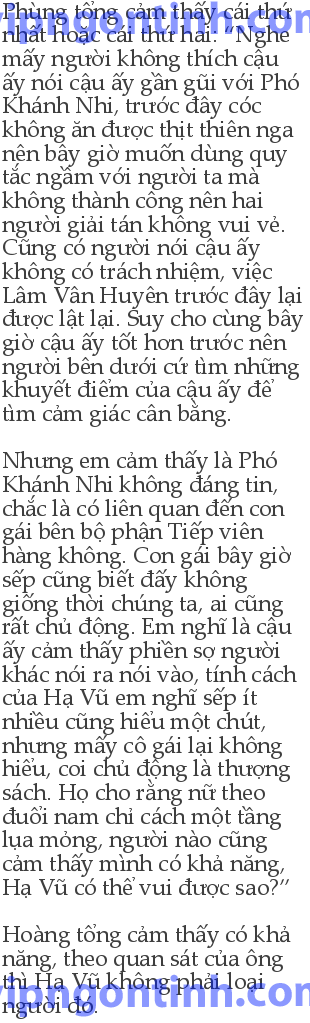 Phùng tổng cảm thấy cái thứ
nhất hoặc cái thứ hai: “Nghe
mấy người không thích cậu
ấy nói cậu ấy gần gũi với Phó
Khánh Nhi, trước đây cóc
không ăn được thịt thiên nga
nên bây giờ muốn dùng quy
tắc ngầm với người ta mà
không thành công nên hai
người giải tán không vui vẻ.
Cũng có người nói cậu ấy
không có trách nhiệm, việc
Lâm Vân Huyên trước đây lại
được lật lại. Suy cho cùng bây
giờ cậu ấy tốt hơn trước nên
người bên dưới cứ tìm những
khuyết điểm của cậu ấy để
tìm cảm giác cân bằng.
Nhưng em cảm thấy là Phó
Khánh Nhi không đáng tin,
chắc là có liên quan đến con
gái bên bộ phận Tiếp viên
hàng không. Con gái bây giờ
sếp cũng biết đấy không
giống thời chúng ta, ai cũng
rất chủ động. Em nghĩ là cậu
ấy cảm thấy phiền sợ người
khác nói ra nói vào, tính cách
của Hạ Vũ em nghĩ sếp ít
nhiều cũng hiểu một chút,
nhưng mấy cô gái lại không
hiểu, coi chủ động là thượng
sách. Họ cho rằng nữ theo
đuổi nam chỉ cách một tầng
lụa mỏng, người nào cũng
cảm thấy mình có khả năng,
Hạ Vũ có thể vui được sao?”
Hoàng tổng cảm thấy có khả
năng, theo quan sát của ông
thì Hạ Vũ không phải loại
người đó.
vipngontinh.com
vipngontinh.com